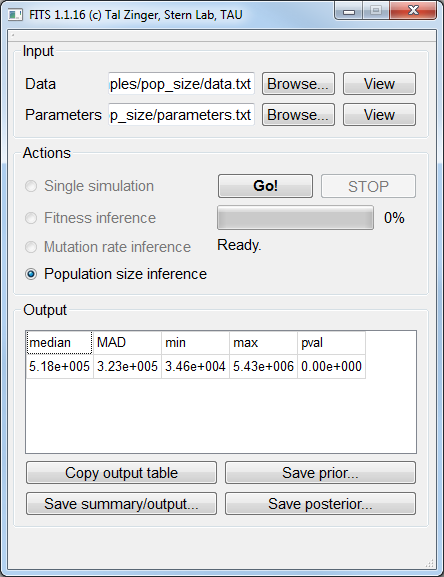 FITS 1.1.16 (c) Tal Zinger, Stern Lab, TAU
Input
Data ples/pop_size/data.txt Browse... View
Parameters p_size/parameters.txt Browse... View
Actions
Single simulation Go! STOP
Fitness inference 0%
Mutation rate inference Ready.
Population size inference
Output
median MAD min max pval
5.18e+005 3.23e+005 3.46e+004 5.43e+006 0.00e+000
Copy output table Save prior...
Save summary/output... Save posterior...